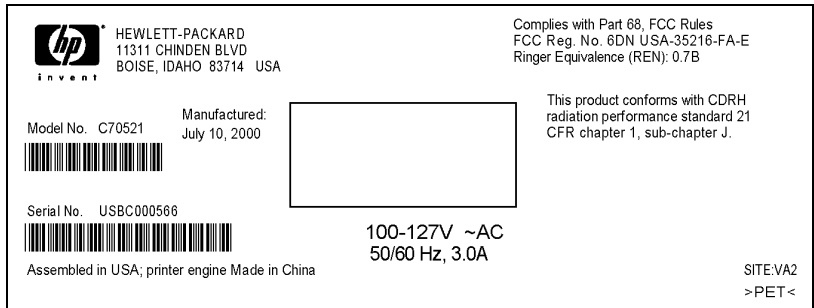 hp
invent
HEWLETT-PACKARD
11311 CHINDEN BLVD
BOISE, IDAHO 83714 USA
Complies with Part 68, FCC Rules
FCC Reg. No. 6DN USA-35216-FA-E
Ringer Equivalence (REN): 0.7B
This product conforms with CDRH
radiation performance standard 21
CFR chapter 1, sub-chapter J.
Manufactured:
July 10, 2000
Model No. C70521
Serial No. USBC000566
100-127V ~AC
50/60 Hz, 3.0A
Assembled in USA; printer engine Made in China
SITE:VA2
>PET<